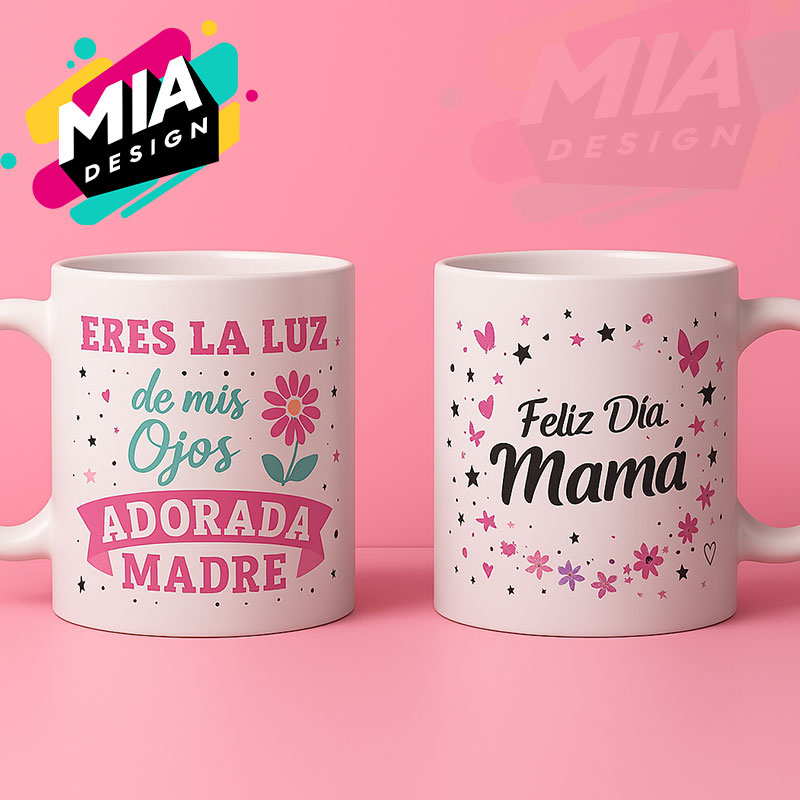 MIA
DESIGN
MIA
DESIGN
ERES LA LUZ
de mis
Ojos
ADORADA
MADRE
Feliz Día
Mamá